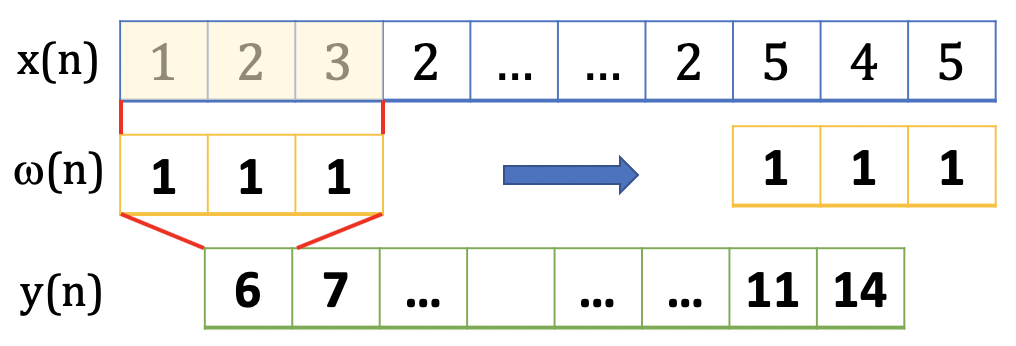 x(n) 1 2 3 2 ... ... 2 5 4 5
ω(n) 1 1 1 1 1 1
y(n) 6 7 ... ... ... 11 14